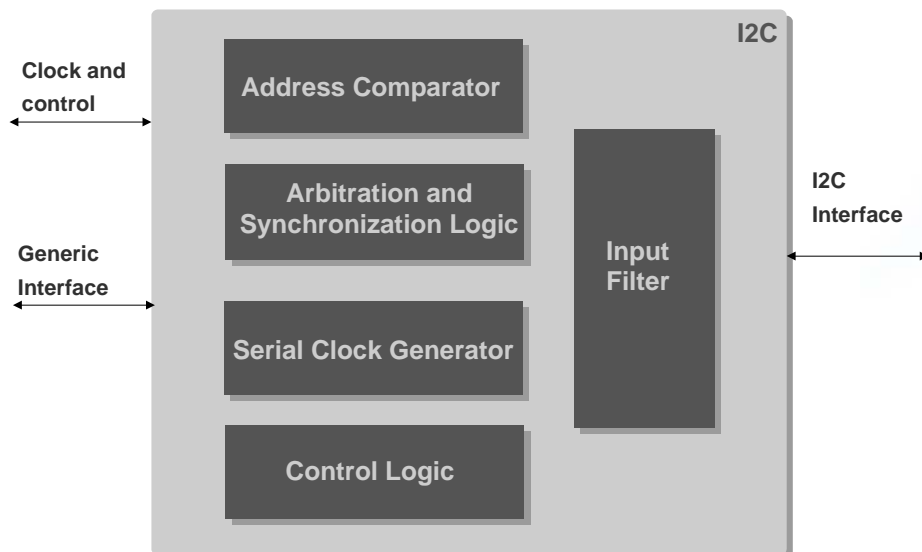 I2C
Clock and
control
Address Comparator
Arbitration and
Synchronization Logic
I2C
Interface
Generic
Interface
Input
Filter
Serial Clock Generator
Control Logic